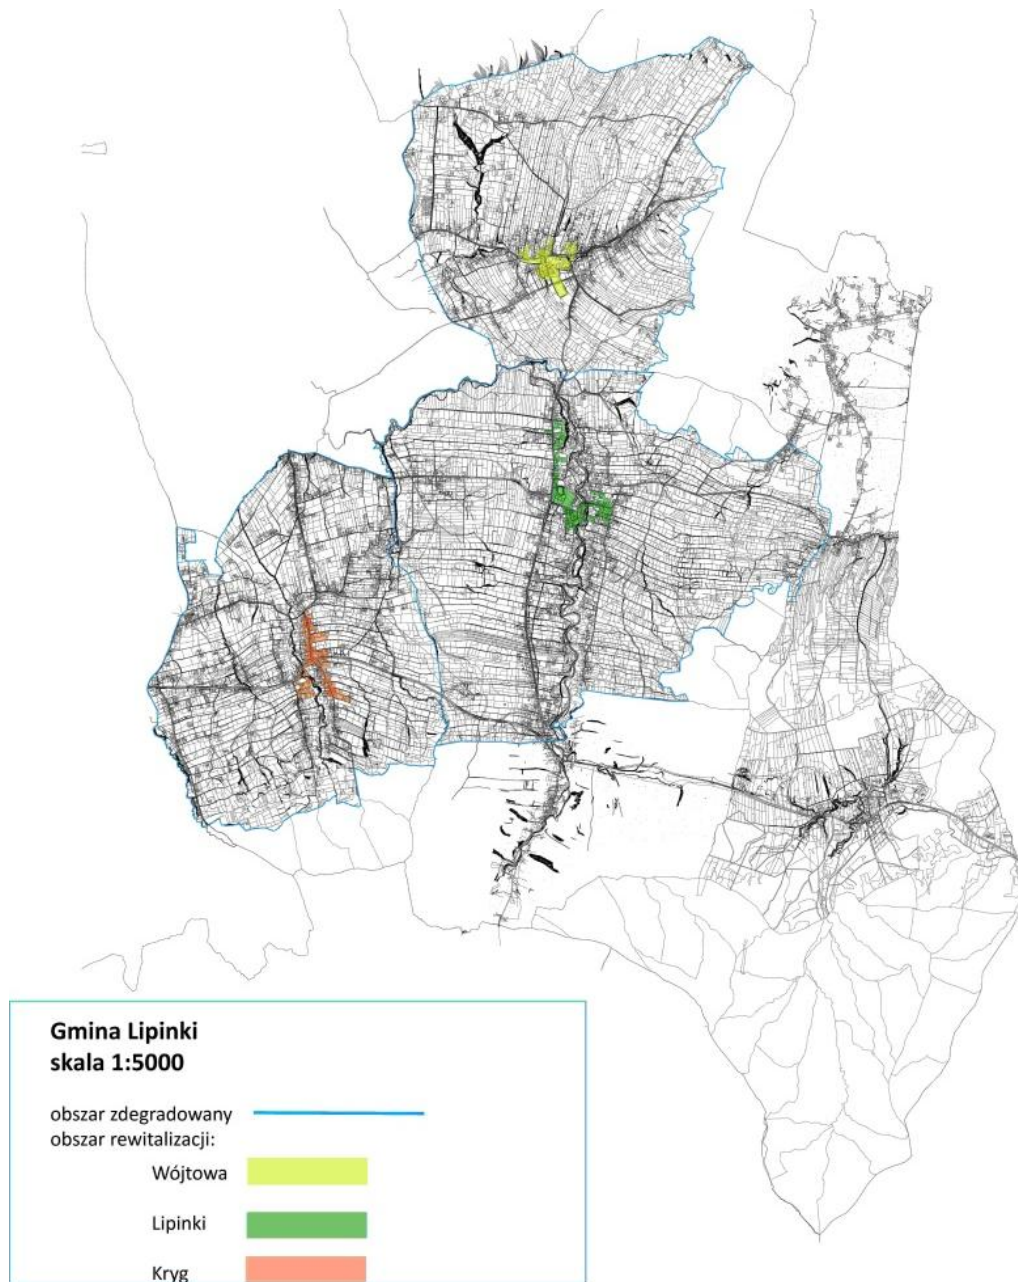 Gmina Lipinki
skala 1:5000
obszar zdegradowany
obszar rewitalizacji:
Wójtowa
Lipinki
Kryg